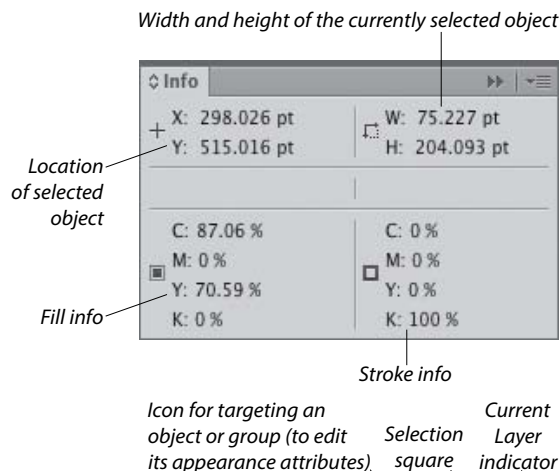 Width and height of the currently selected object
Info
X: 298.026 pt
Y: 515.016 pt
W: 75.227 pt
H: 204.093 pt
Location
of selected
object
C: 87.06 %
M: 0 %
Y: 70.59 %
K: 0 %
C: 0 %
M: 0 %
Y: 0 %
K: 100 %
Fill info
Stroke info
Icon for targeting an
object or group (to edit
its appearance attributes)
Selection
square
Current
Layer
indicator